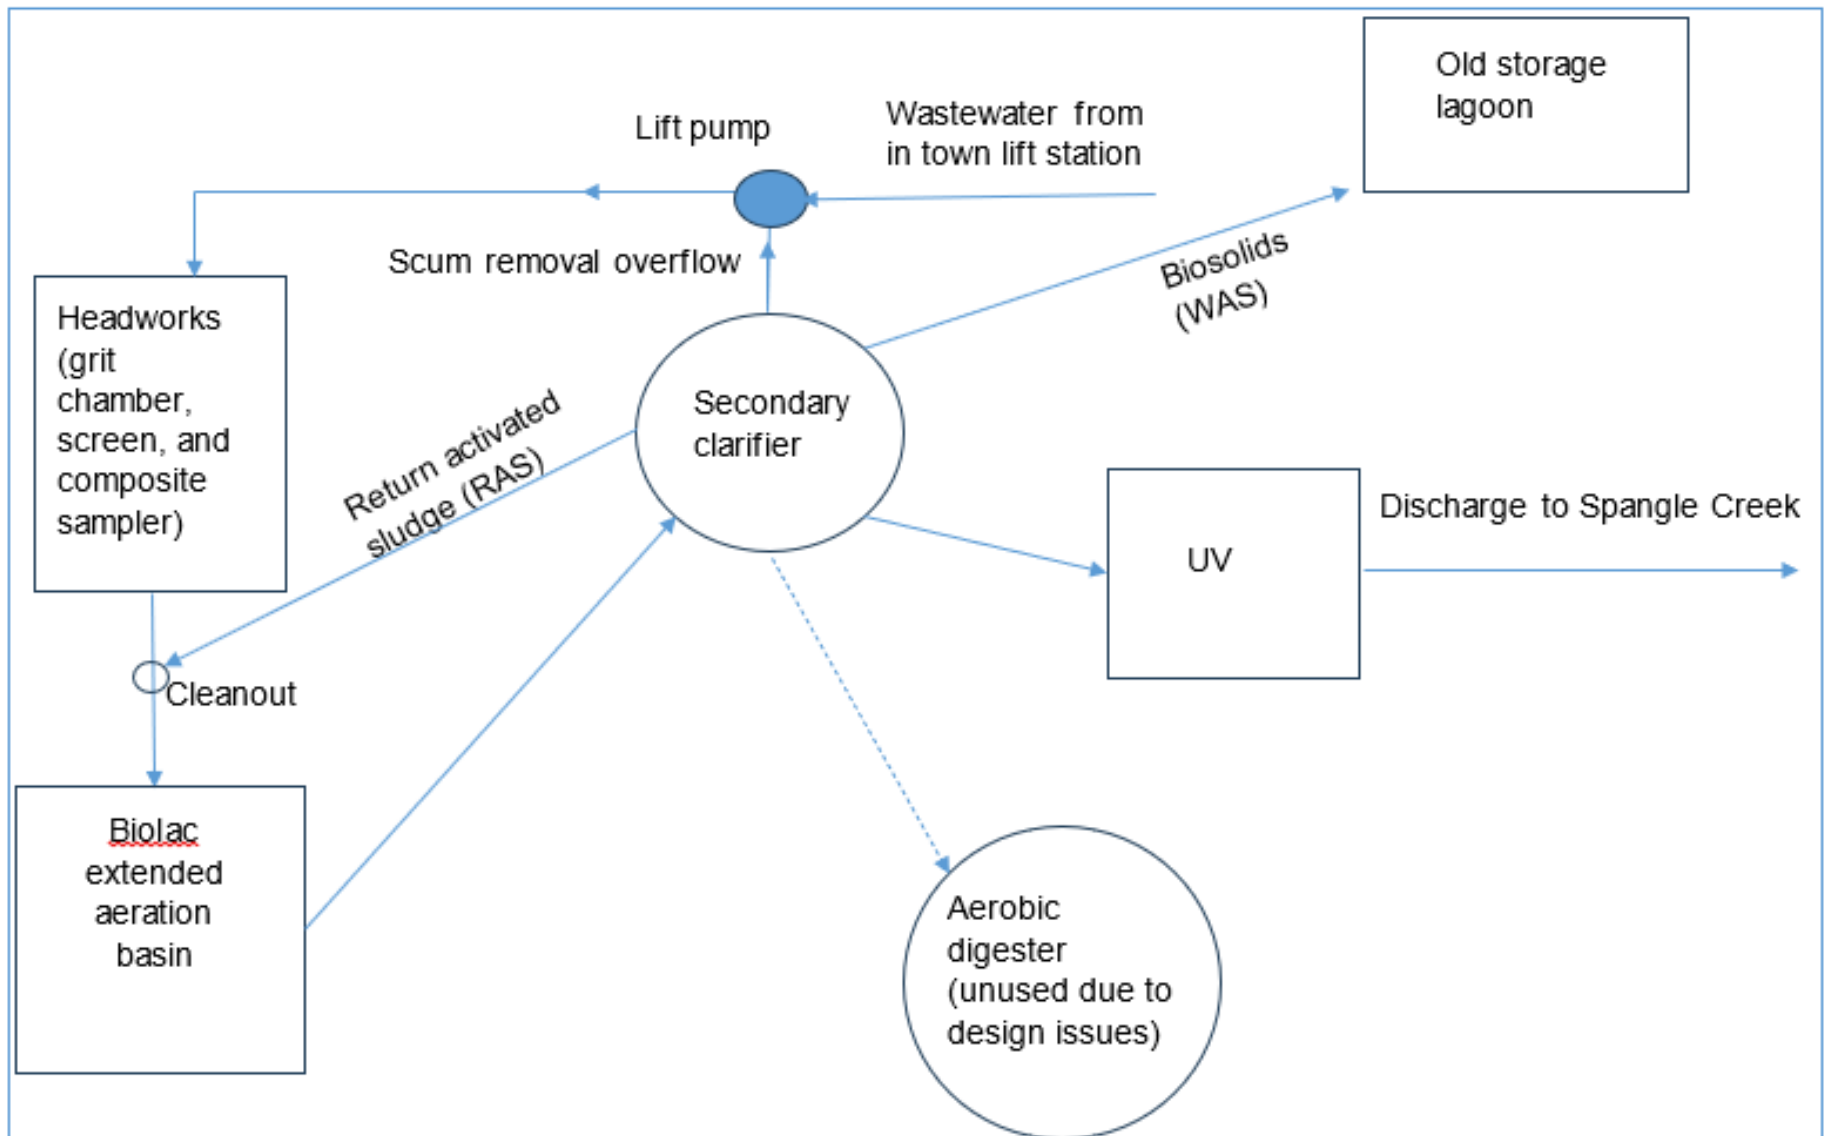 Old storage
lagoon
Wastewater from
in town lift station
Lift pump
Scum removal overflow
Biosolids
(WAS)
Headworks
(grit
chamber,
screen, and
composite
sampler)
Return activated
sludge (RAS)
Secondary
clarifier
UV
Discharge to Spangle Creek
Cleanout
Biolac
extended
aeration
basin
Aerobic
digester
(unused due to
design issues)